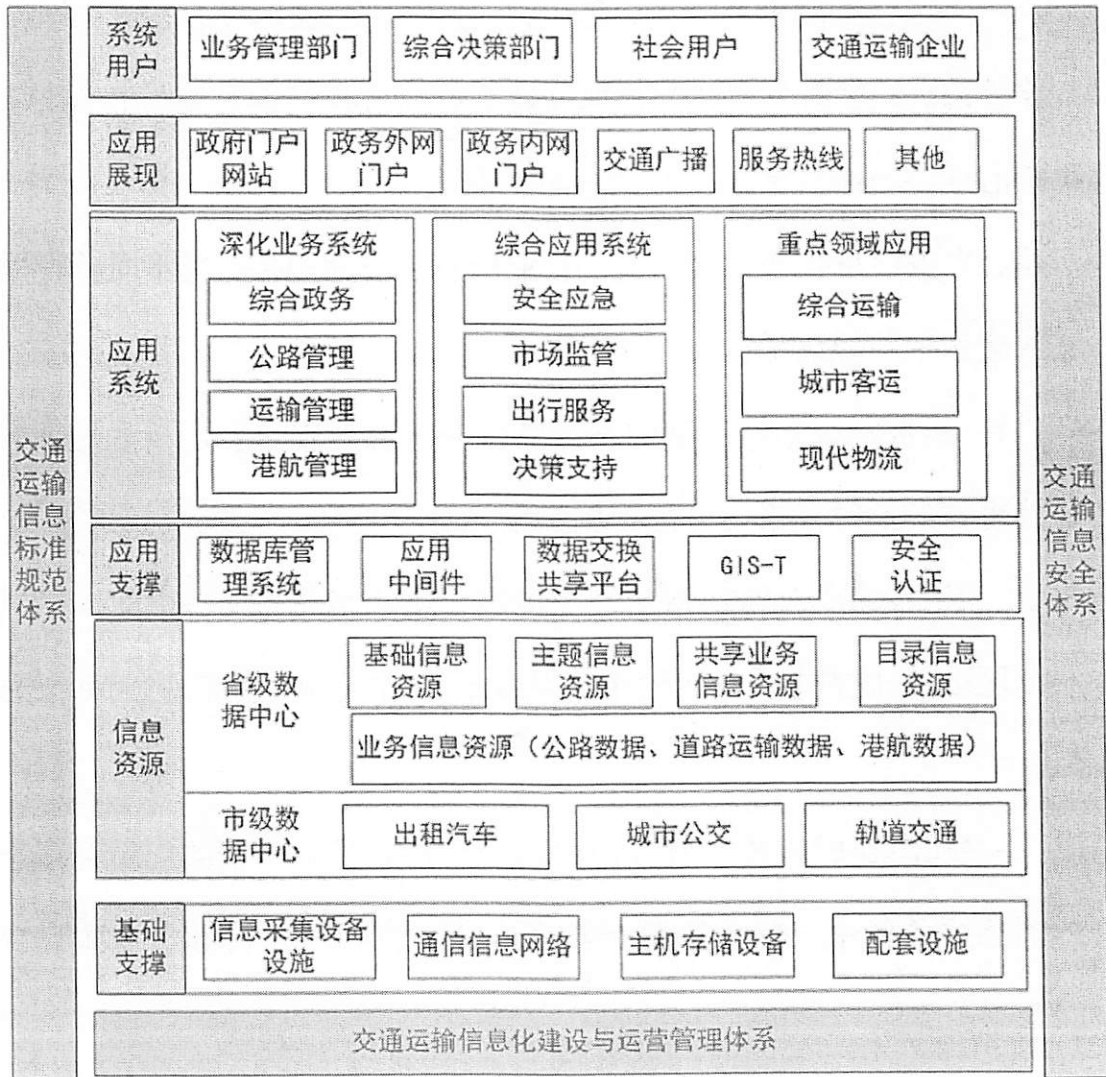 交通
运输
信息
标准
规范
体系
系统
用户
业务管理部门
综合决策部门
社会用户
交通运输企业
应用
展现
政府门户
网站
政务外网
门户
政务内网
门户
交通广播
服务热线
其他
应用
系统
深化业务系统
综合政务
公路管理
运输管理
港航管理
综合应用系统
安全应急
市场监管
出行服务
决策支持
重点领域应用
综合运输
城市客运
现代物流
应用
支撑
数据库管
理系统
应用
中间件
数据交换
共享平台
GIS-T
安全
认证
信息
资源
省级数
据中心
基础信息
资源
主题信息
资源
共享业务
信息资源
目录信息
资源
业务信息资源（公路数据、道路运输数据、港航数据）
市级数
据中心
出租汽车
城市公交
轨道交通
基础
支撑
信息采集设备
设施
通信信息网络
主机存储设备
配套设施
交通运输信息化建设与运营管理体系
交通
运输
信息
安全
体系